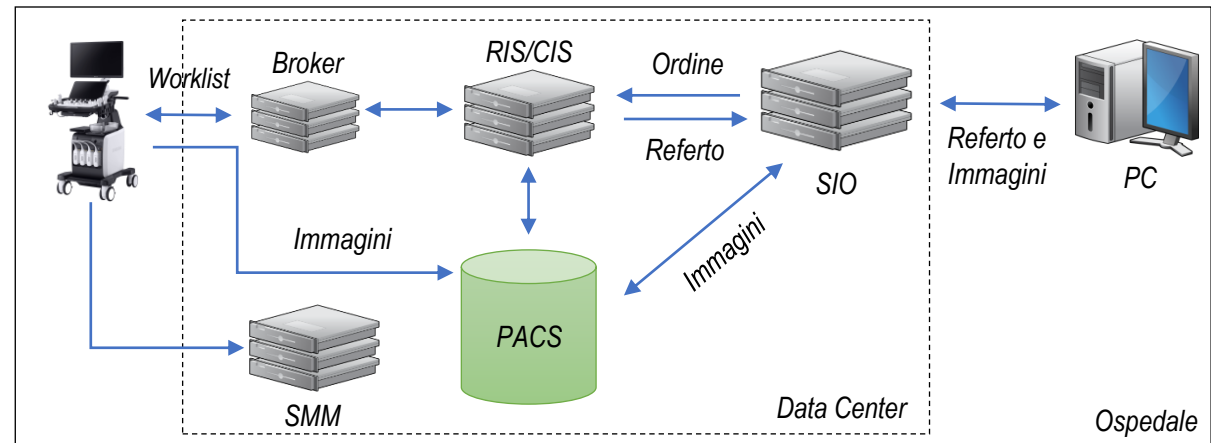 Worklist
Broker
RIS/CIS
Ordine
Referto
SIO
Referto e
Immagini
PC
Immagini
Immagini
PACS
SMM
Data Center
Ospedale